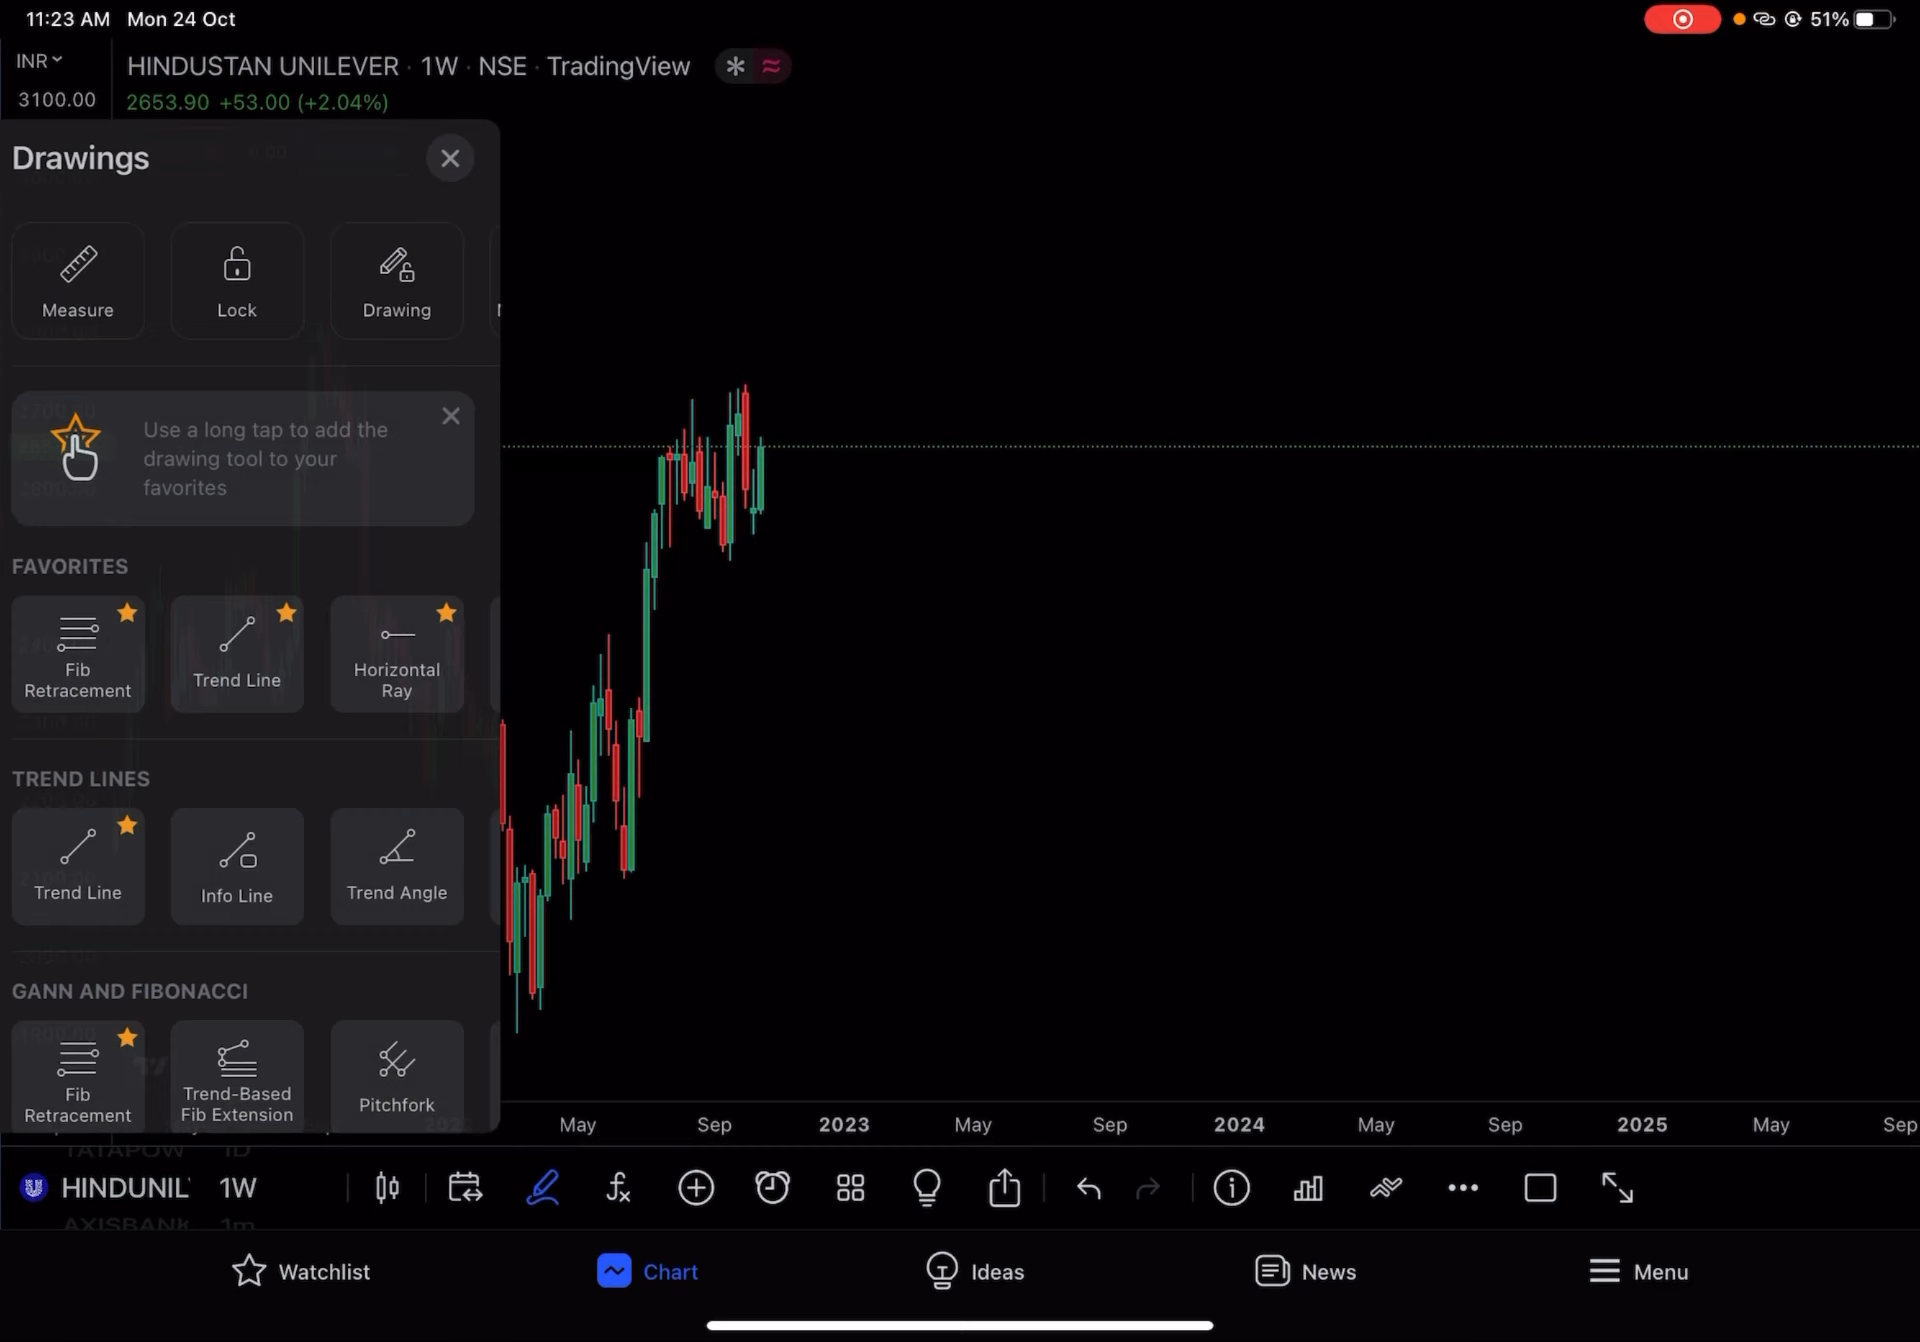 11:23 AM Mon 24 Oct
51%
INR
HINDUSTAN UNILEVER · 1W · NSE · TradingView
3100.00
2653.90 +53.00 (+2.04%)
Drawings
Measure
Lock
Drawing
Use a long tap to add the
drawing tool to your
favorites
FAVORITES
Fib
Retracement
Trend Line
Horizontal
Ray
TREND LINES
Trend Line
Info Line
Trend Angle
GANN AND FIBONACCI
Fib
Retracement
Trend-Based
Fib Extension
Pitchfork
May Sep 2023 May Sep 2024 May Sep 2025 May Sep
TATAPOW 1D
HINDUNIL 1W
AXISBANK 1m
Watchlist
Chart
Ideas
News
Menu